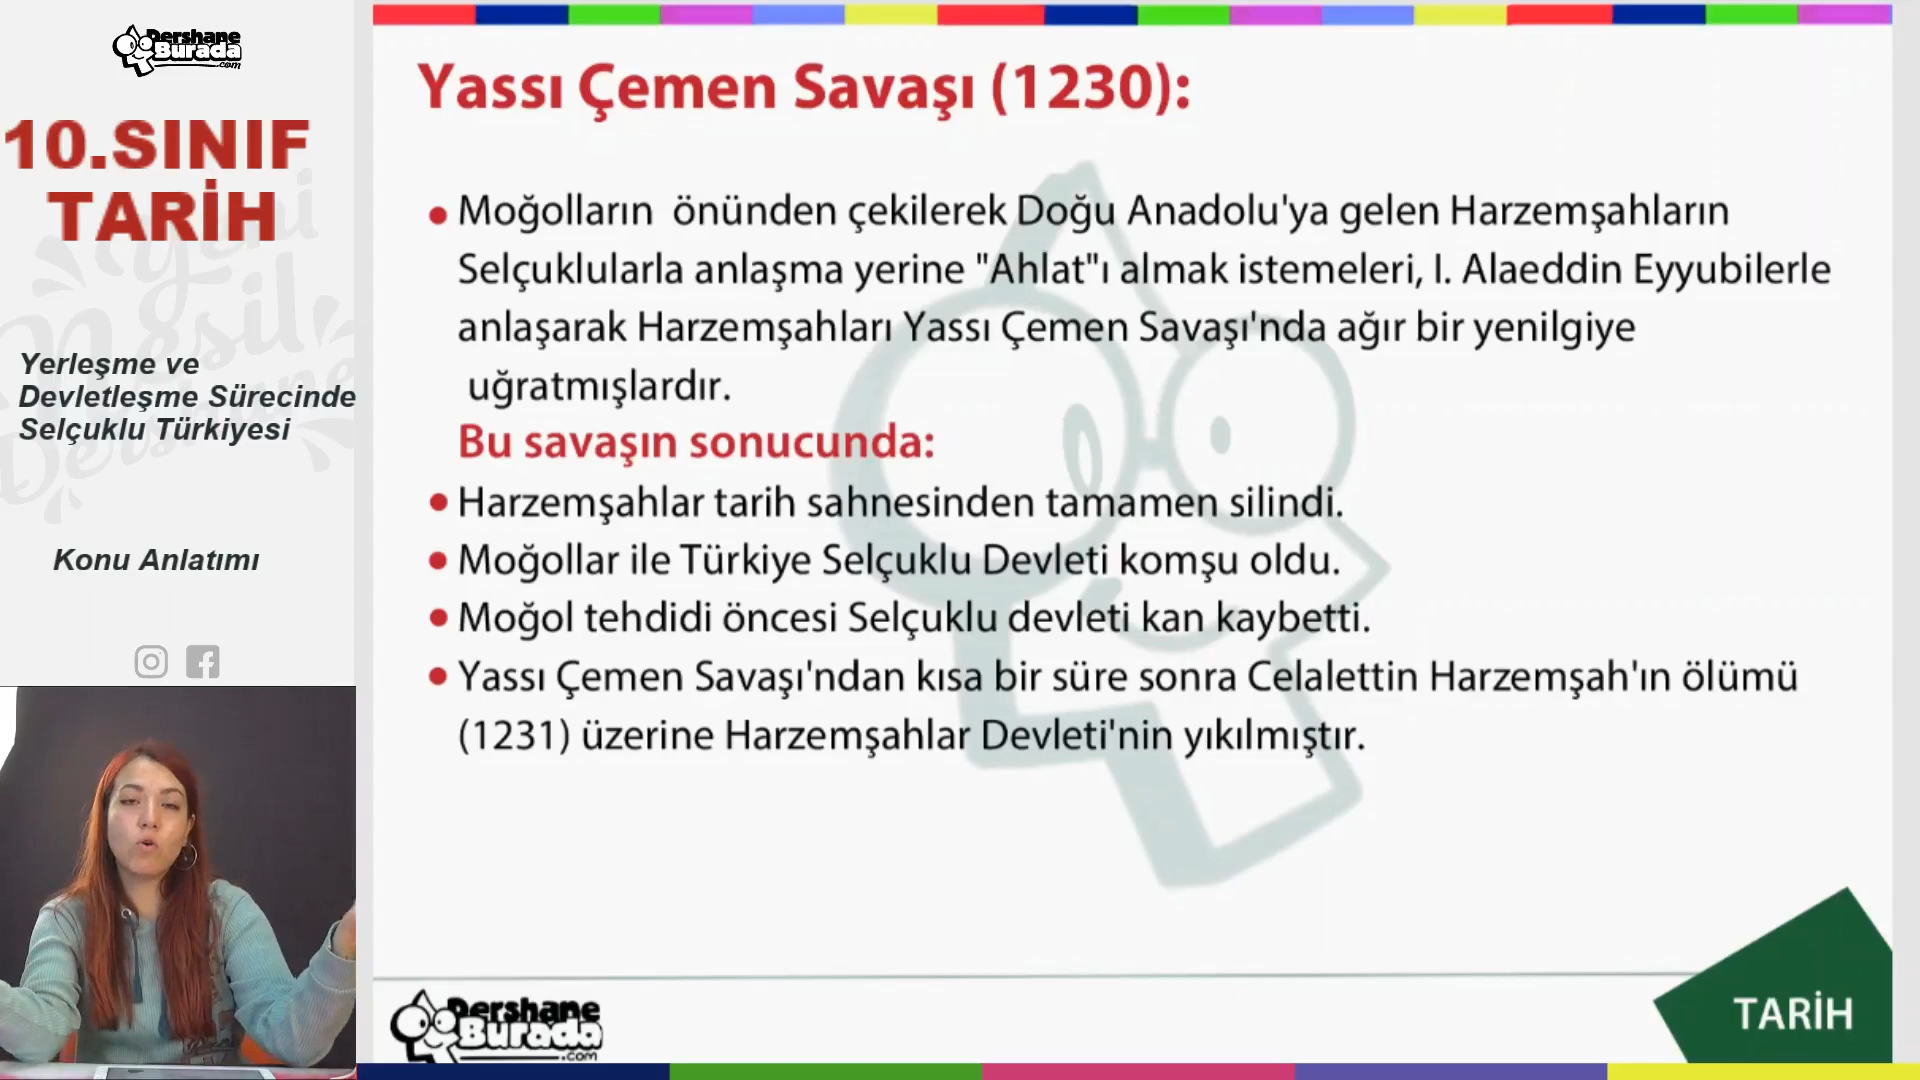 Dershane
Burada
.com
10.SINIF
TARİH
Yerleşme ve
Devletleşme Sürecinde
Selçuklu Türkiyesi
Konu Anlatımı
Yassı Çemen Savaşı (1230):
• Moğolların önünden çekilerek Doğu Anadolu'ya gelen Harzemşahların
Selçuklularla anlaşma yerine "Ahlat"ı almak istemeleri, I. Alaeddin Eyyubilerle
anlaşarak Harzemşahları Yassı Çemen Savaşı'nda ağır bir yenilgiye
uğratmışlardır.
Bu savaşın sonucunda:
• Harzemşahlar tarih sahnesinden tamamen silindi.
• Moğollar ile Türkiye Selçuklu Devleti komşu oldu.
• Moğol tehdidi öncesi Selçuklu devleti kan kaybetti.
• Yassı Çemen Savaşı'ndan kısa bir süre sonra Celalettin Harzemşah'ın ölümü
(1231) üzerine Harzemşahlar Devleti'nin yıkılmıştır.
Dershane
Burada
.com
TARİH